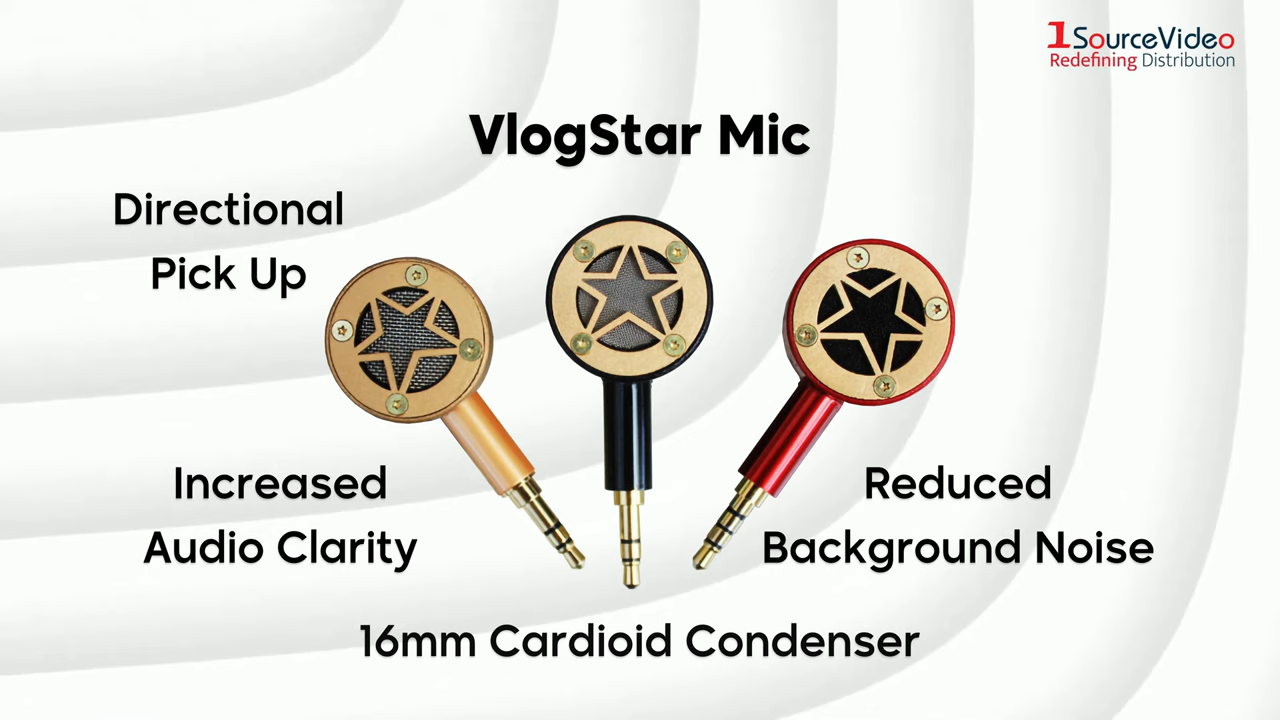 1SourceVideo
Redefining Distribution
VlogStar Mic
Directional
Pick Up
Increased
Audio Clarity
Reduced
Background Noise
16mm Cardioid Condenser